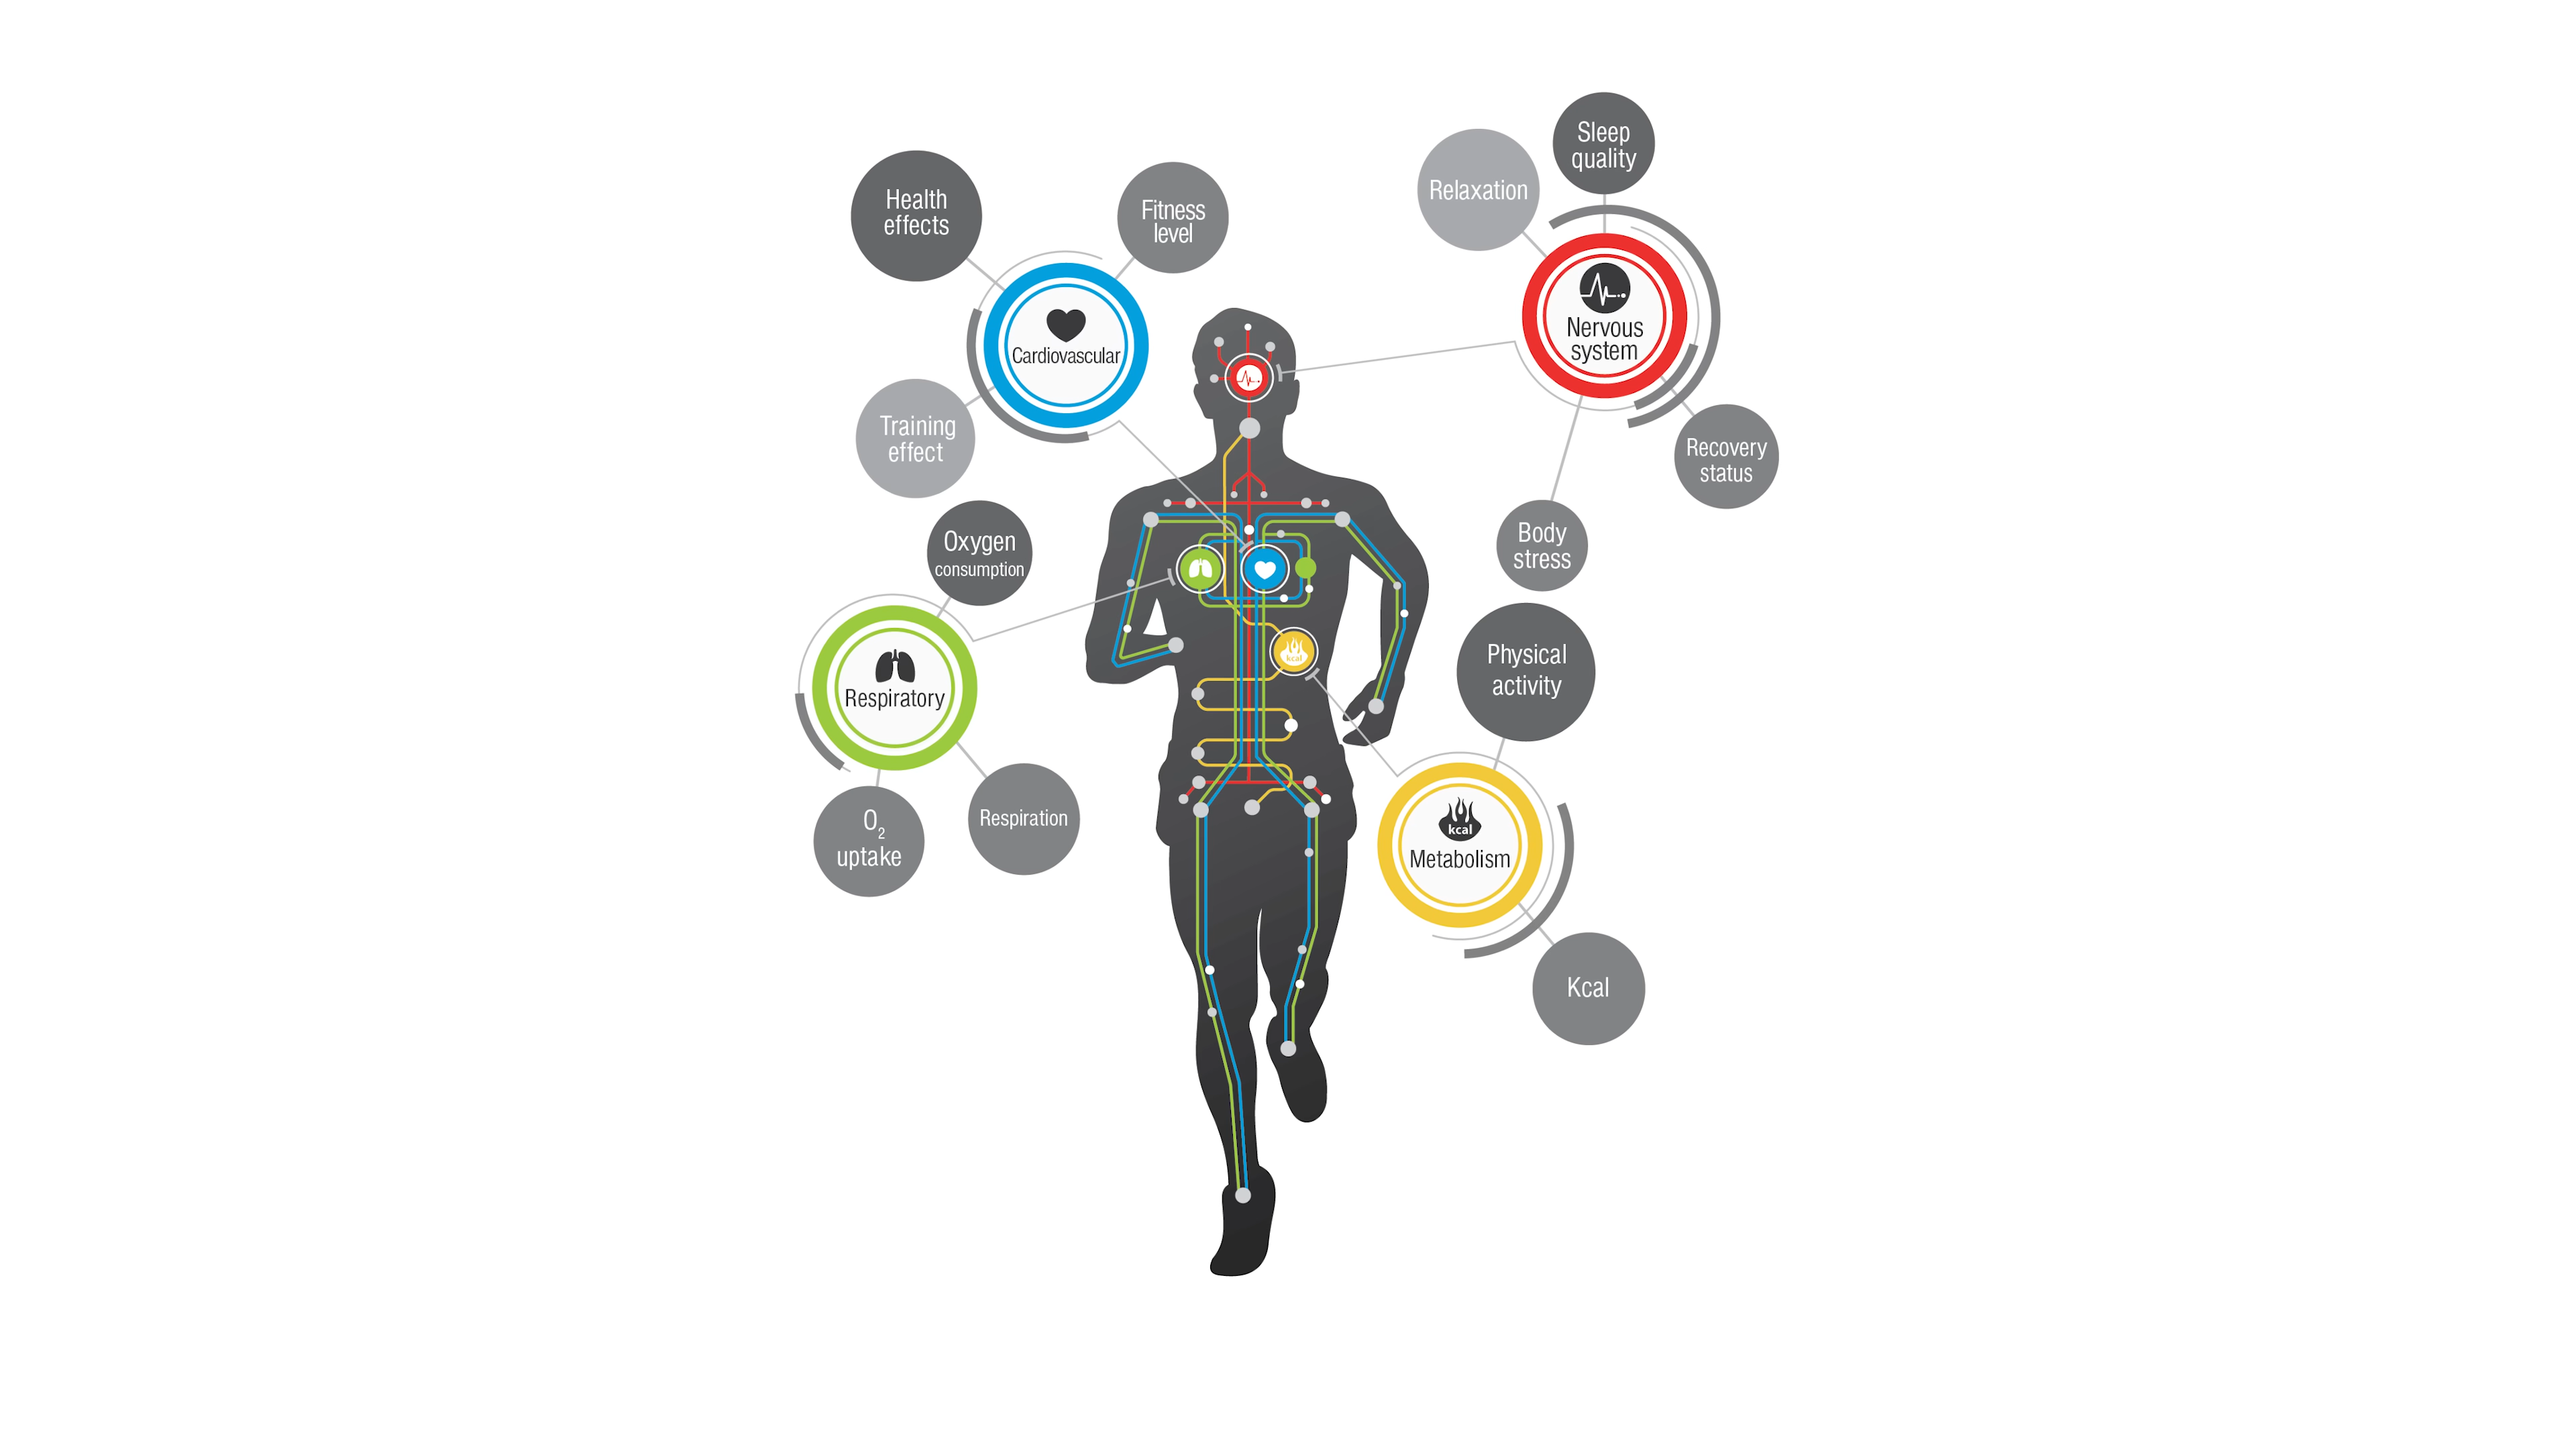 Health
effects
Fitness
level
Cardiovascular
Training
effect
Relaxation
Sleep
quality
Nervous
system
Recovery
status
Body
stress
Oxygen
consumption
Respiratory
O₂
uptake
Respiration
kcal
Physical
activity
kcal
Metabolism
Kcal